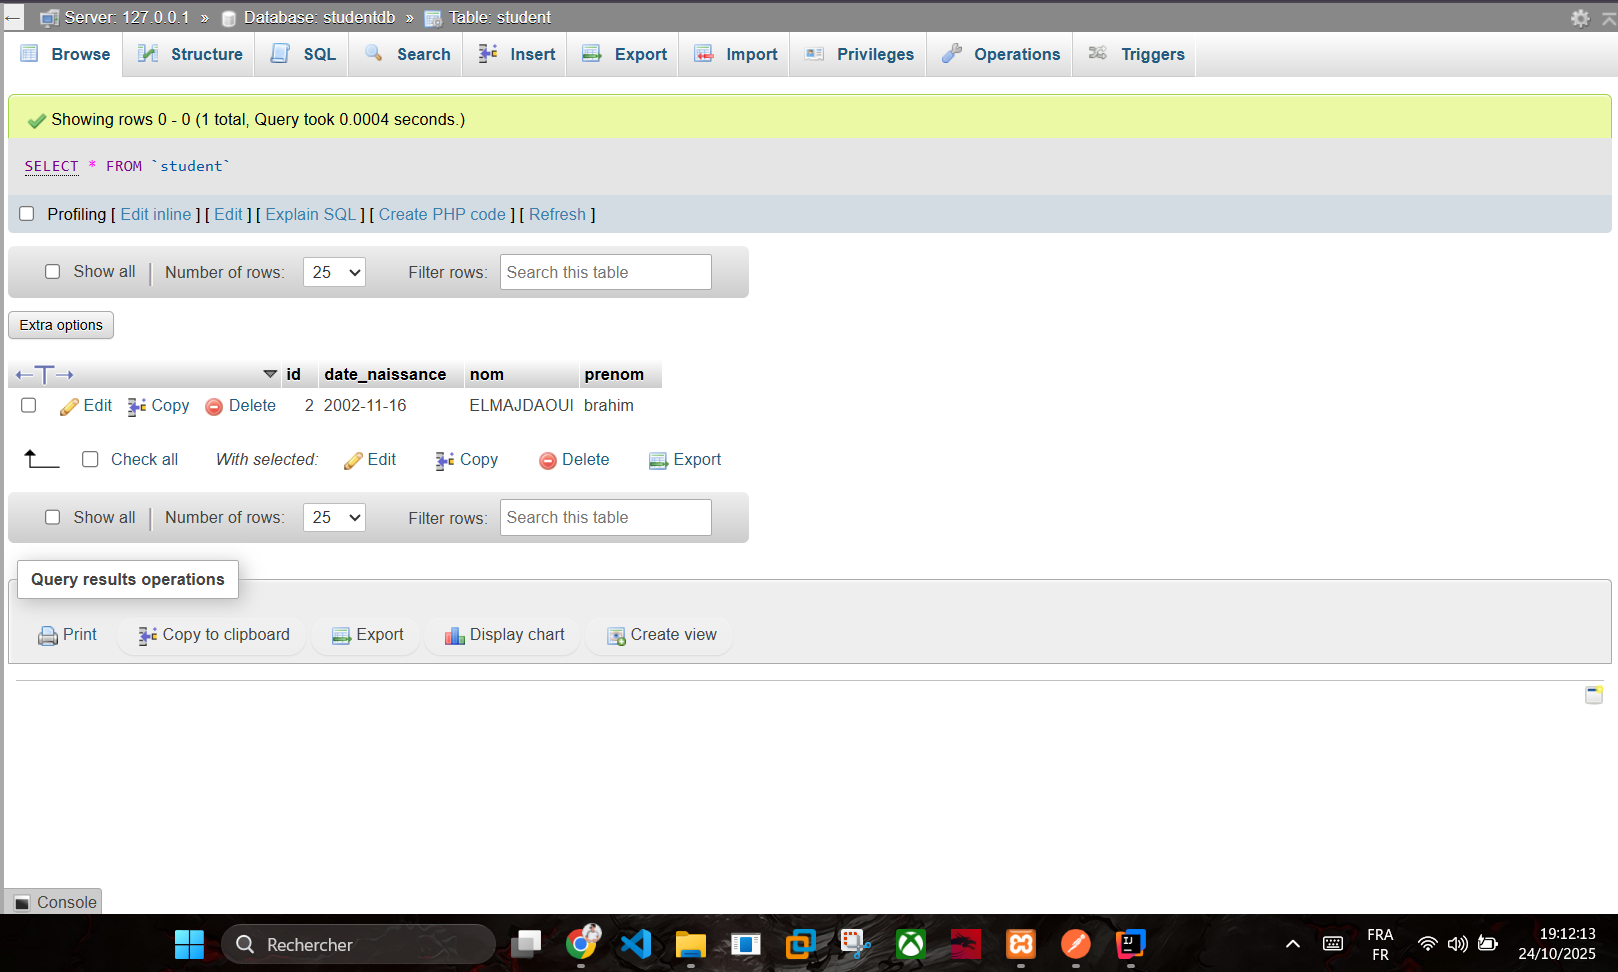 ← Server: 127.0.0.1 » Database: studentdb » Table: student
Browse Structure SQL Search Insert Export Import Privileges Operations Triggers
Showing rows 0 - 0 (1 total, Query took 0.0004 seconds.)
SELECT * FROM `student`
Profiling [ Edit inline ] [ Edit ] [ Explain SQL ] [ Create PHP code ] [ Refresh ]
Show all Number of rows: 25 Filter rows: Search this table
Extra options
←T→ id date_naissance nom prenom
Edit Copy Delete 2 2002-11-16 ELMAJDAOUI brahim
Check all With selected: Edit Copy Delete Export
Show all Number of rows: 25 Filter rows: Search this table
Query results operations
Print Copy to clipboard Export Display chart Create view
Console
Rechercher
FRA
FR
19:12:13
24/10/2025